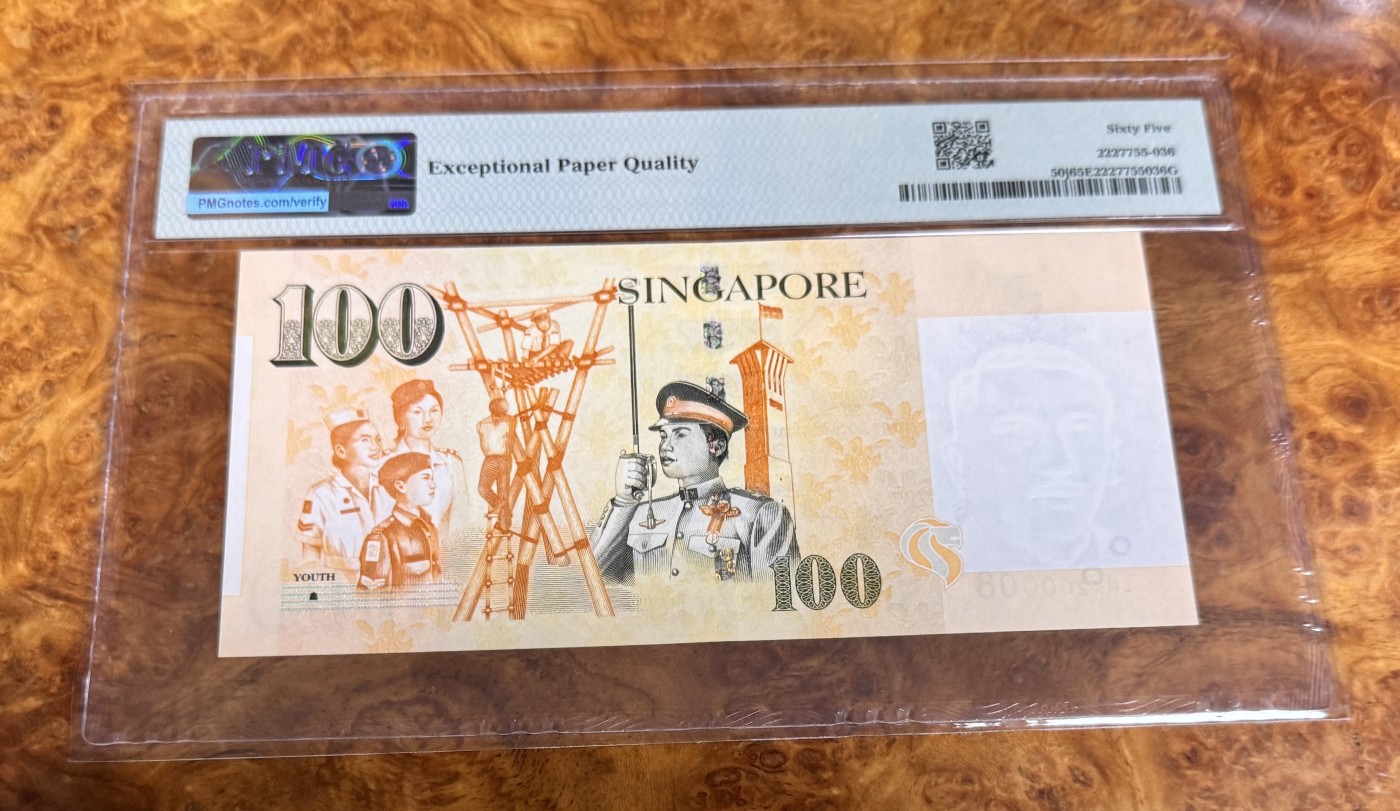 PMG
PMGnotes.com/verify
Exceptional Paper Quality
Sixty Five
2227755-036
50j65E2227755036G
100
SINGAPORE
YOUTH
100